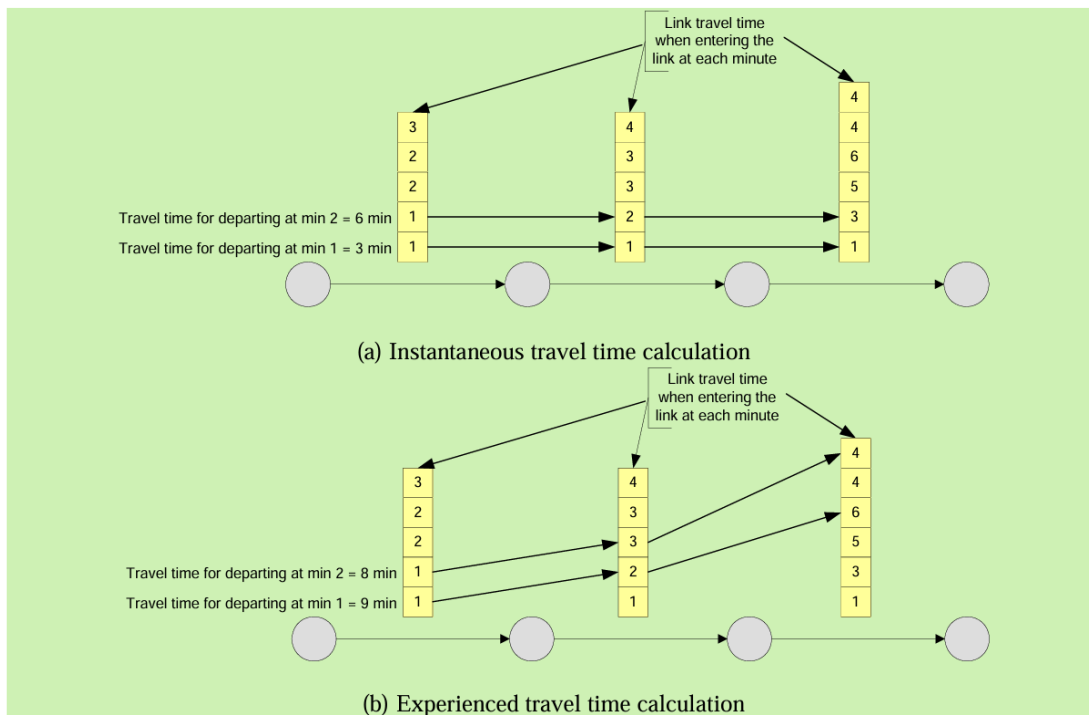 Link travel time
when entering the
link at each minute
4
3 4 4
2 3 6
2 3 5
Travel time for departing at min 2 = 6 min 1 2 3
Travel time for departing at min 1 = 3 min 1 1 1
(a) Instantaneous travel time calculation
Link travel time
when entering the
link at each minute
4
3 4 4
2 3 6
2 3 5
Travel time for departing at min 2 = 8 min 1 2 3
Travel time for departing at min 1 = 9 min 1 1 1
(b) Experienced travel time calculation